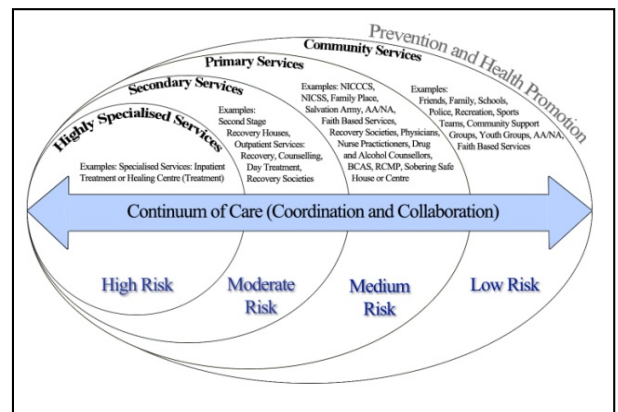 Prevention and Health Promotion
Community Services
Primary Services
Secondary Services
Highly Specialised Services
Examples: Specialised Services: Inpatient
Treatment or Healing Centre (Treatment)
Examples:
Second Stage
Recovery Houses,
Outpatient Services:
Recovery, Counselling,
Day Treatment,
Recovery Societies
Examples: NICCCS,
NICSS, Family Place,
Salvation Army, AA/NA,
Faith Based Services,
Recovery Societies, Physicians,
Nurse Practictioners, Drug
and Alcohol Counsellors,
BCAS, RCMP, Sobering Safe
House or Centre
Examples:
Friends, Family, Schools,
Police, Recreation, Sports
Teams, Community Support
Groups, Youth Groups, AA/NA,
Faith Based Services
Continuum of Care (Coordination and Collaboration)
High Risk
Moderate
Risk
Medium
Risk
Low Risk